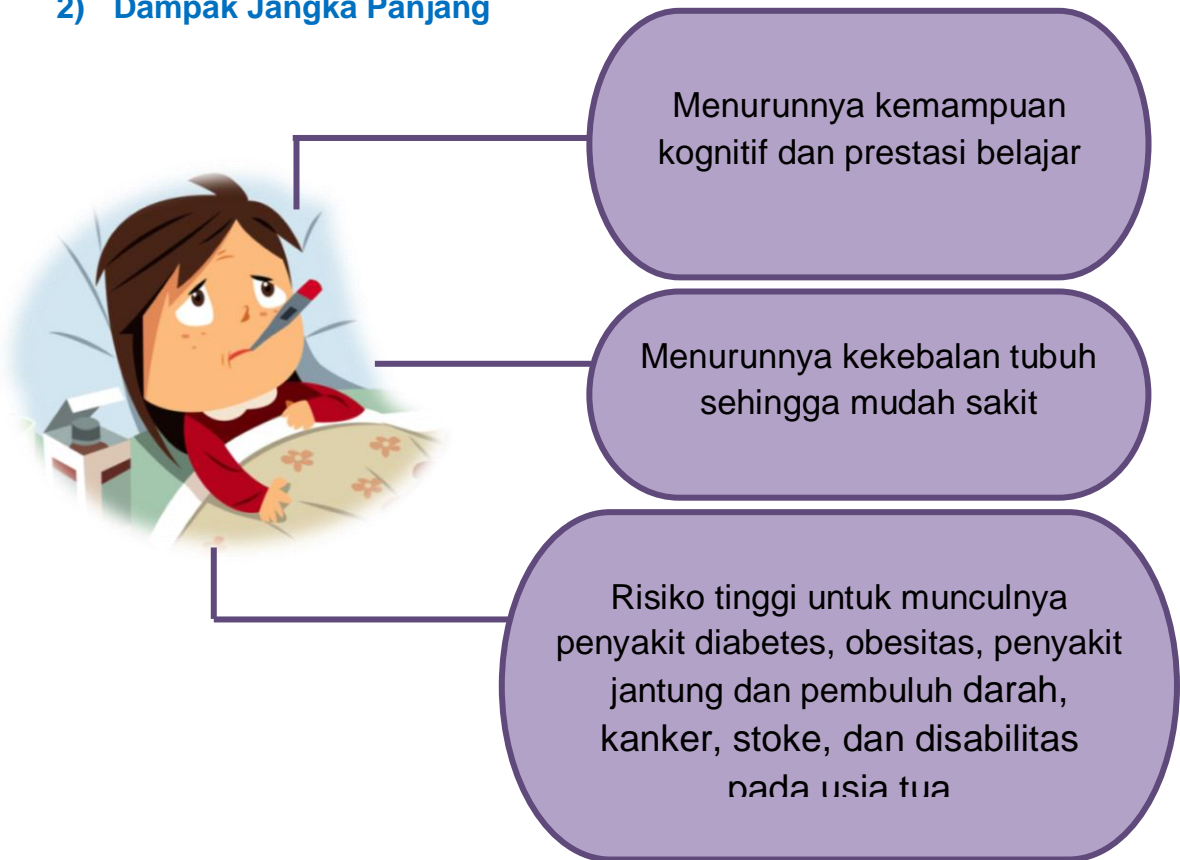 2) Dampak Jangka Panjang
Menurunnya kemampuan
kognitif dan prestasi belajar
Menurunnya kekebalan tubuh
sehingga mudah sakit
Risiko tinggi untuk munculnya
penyakit diabetes, obesitas, penyakit
jantung dan pembuluh darah,
kanker, stoke, dan disabilitas
pada usia tua